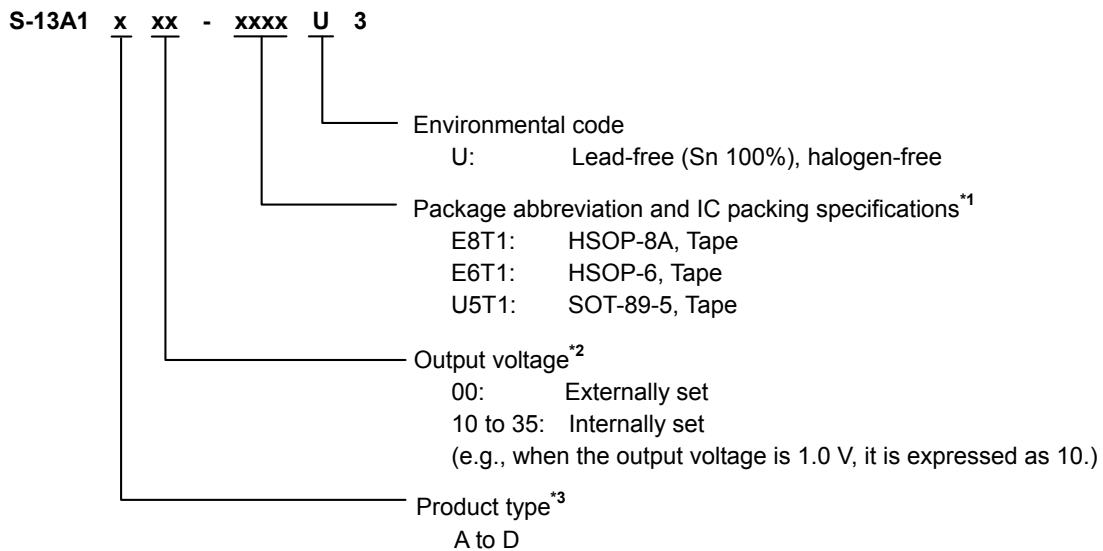 S-13A1 x xx - xxxx U 3
Environmental code
U: Lead-free (Sn 100%), halogen-free
Package abbreviation and IC packing specifications*1
E8T1: HSOP-8A, Tape
E6T1: HSOP-6, Tape
U5T1: SOT-89-5, Tape
Output voltage*2
00: Externally set
10 to 35: Internally set
(e.g., when the output voltage is 1.0 V, it is expressed as 10.)
Product type*3
A to D